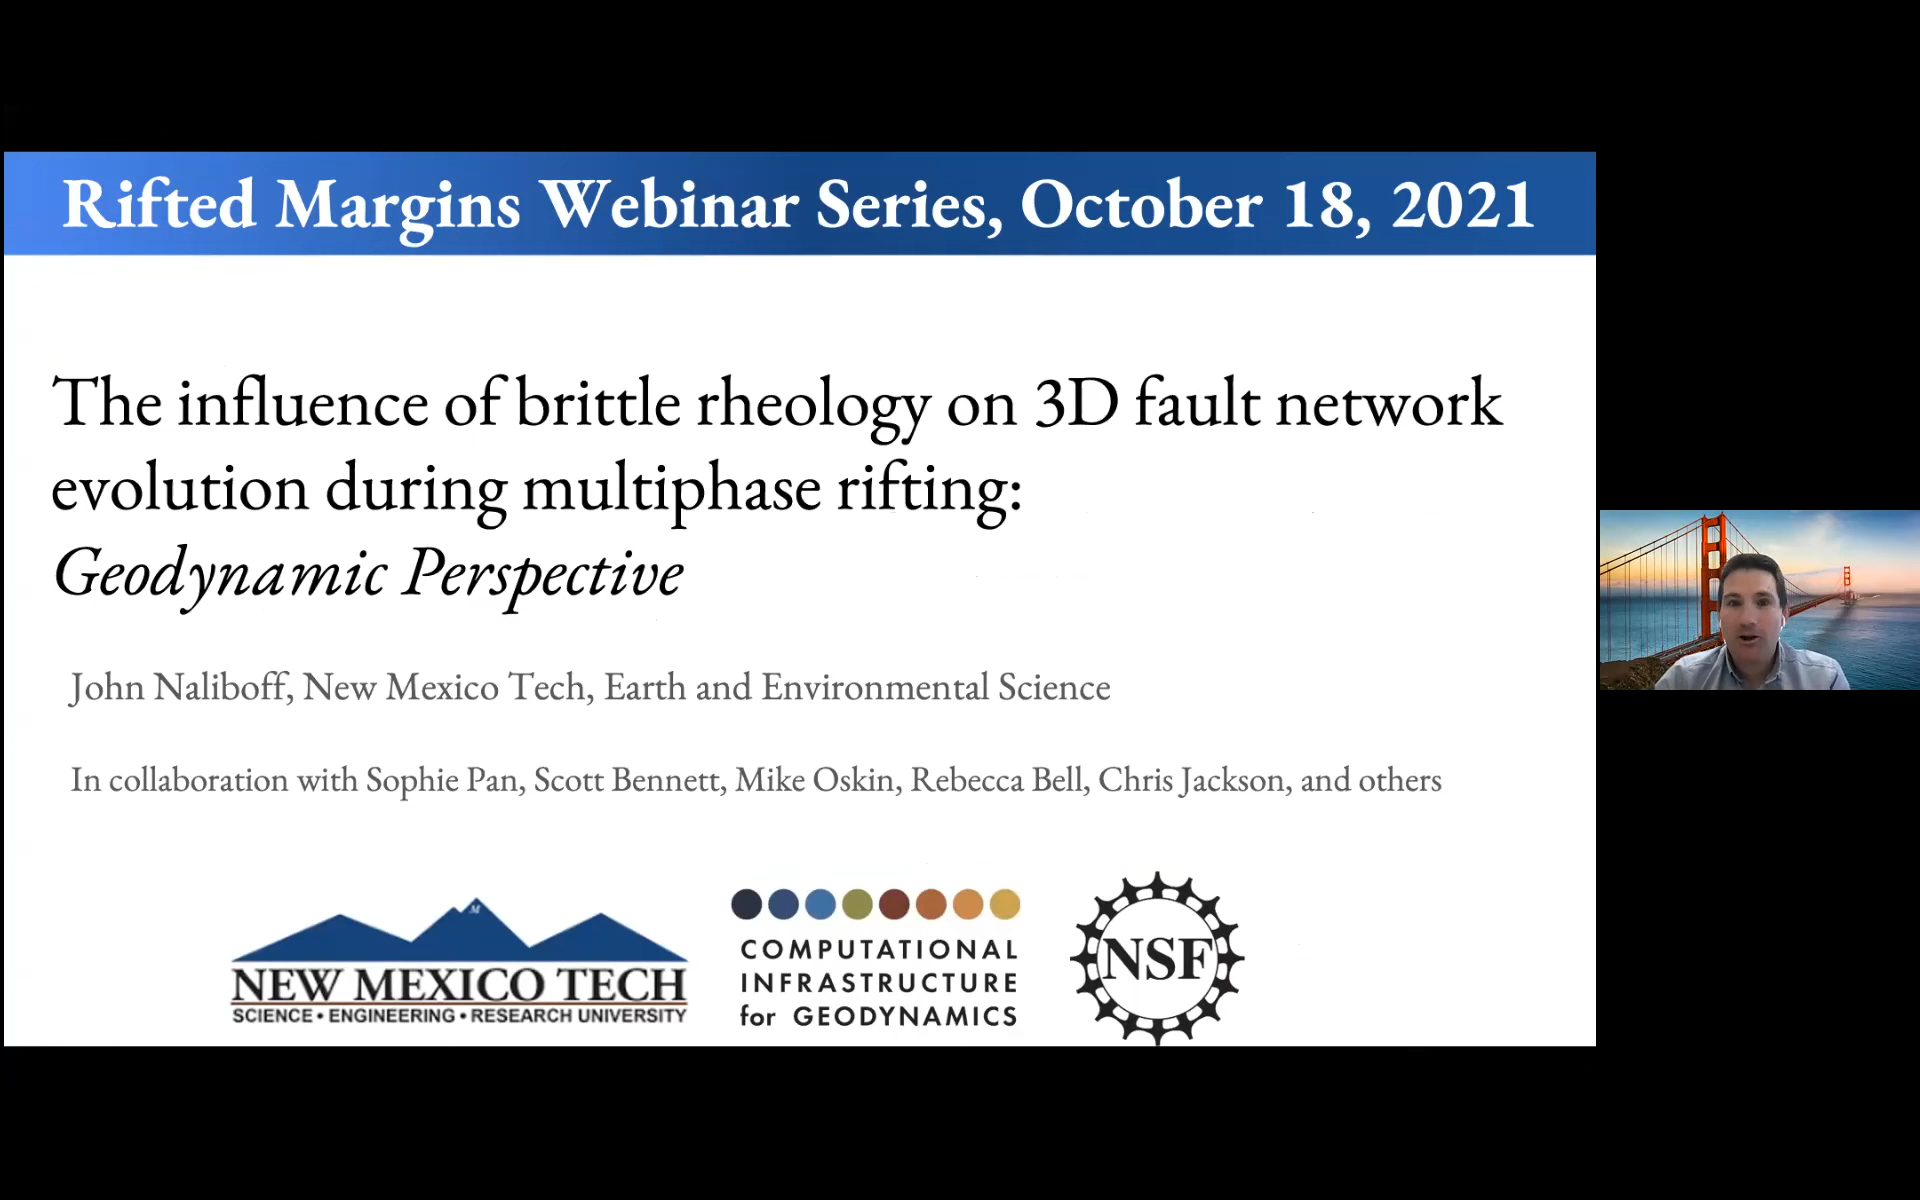 Rifted Margins Webinar Series, October 18, 2021
The influence of brittle rheology on 3D fault network
evolution during multiphase rifting:
Geodynamic Perspective
John Naliboff, New Mexico Tech, Earth and Environmental Science
In collaboration with Sophie Pan, Scott Bennett, Mike Oskin, Rebecca Bell, Chris Jackson, and others
M
NEW MEXICO TECH
SCIENCE • ENGINEERING • RESEARCH UNIVERSITY
COMPUTATIONAL
INFRASTRUCTURE
for GEODYNAMICS
NSF